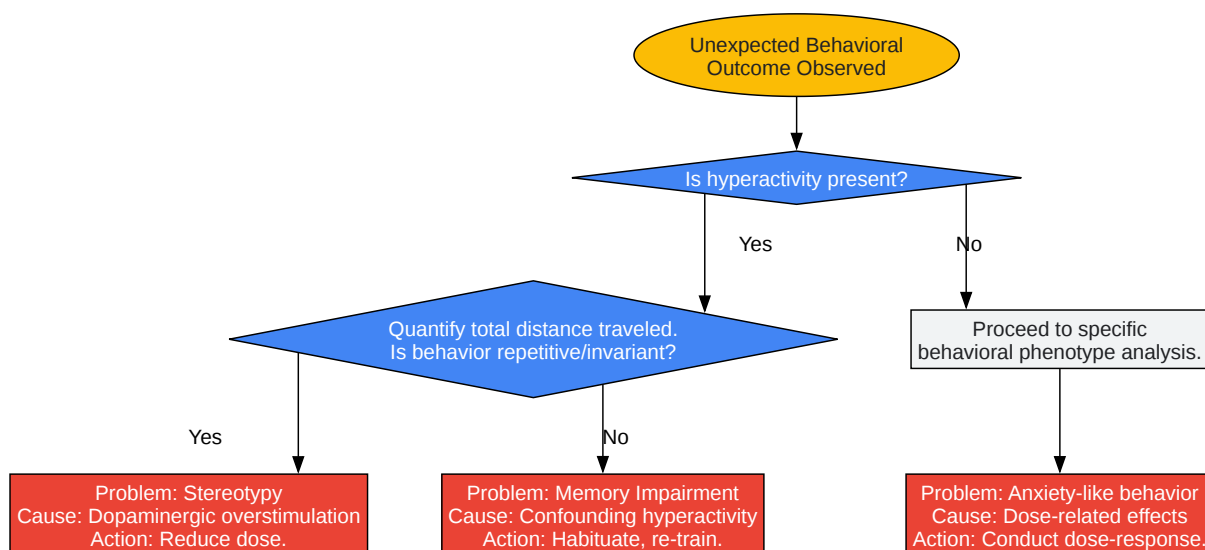 Unexpected Behavioral
Outcome Observed
Is hyperactivity present?
Yes
No
Quantify total distance traveled.
Is behavior repetitive/invariant?
Proceed to specific
behavioral phenotype analysis.
Yes
No
Problem: Stereotypy
Cause: Dopaminergic overstimulation
Action: Reduce dose.
Problem: Memory Impairment
Cause: Confounding hyperactivity
Action: Habituate, re-train.
Problem: Anxiety-like behavior
Cause: Dose-related effects
Action: Conduct dose-response.